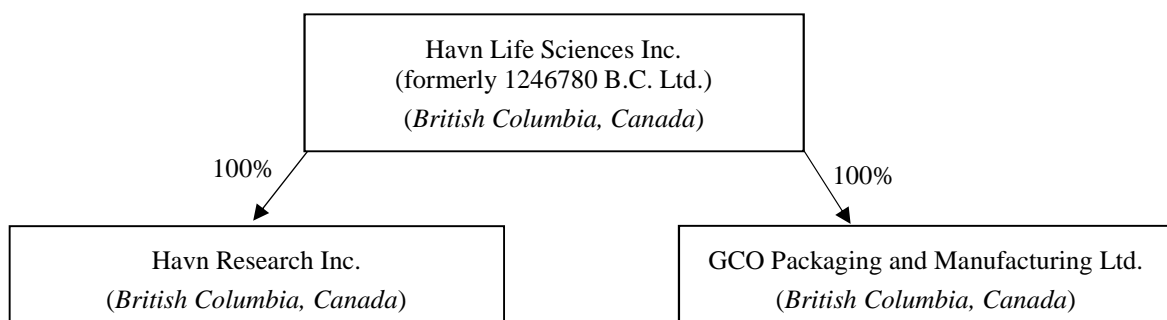 Havn Life Sciences Inc.
(formerly 1246780 B.C. Ltd.)
(British Columbia, Canada)
100%
100%
Havn Research Inc.
(British Columbia, Canada)
GCO Packaging and Manufacturing Ltd.
(British Columbia, Canada)